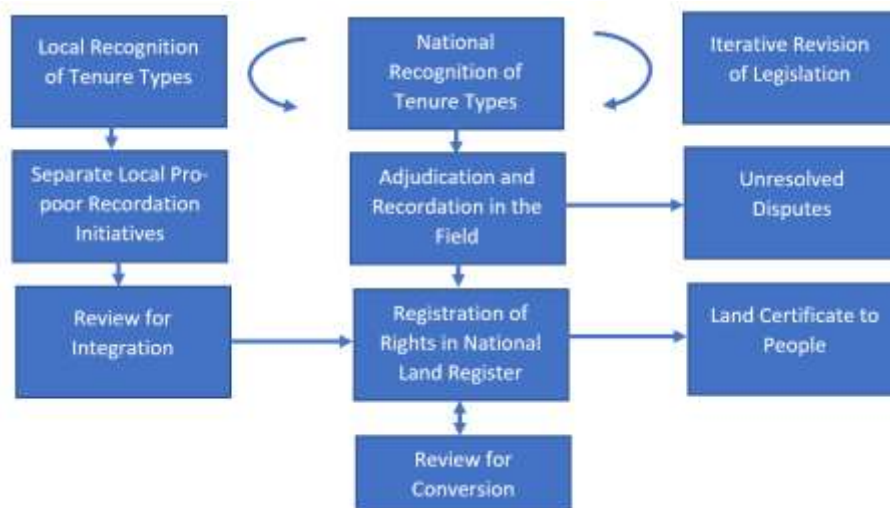 Local Recognition
of Tenure Types
National
Recognition of
Tenure Types
Iterative Revision
of Legislation
Separate Local Pro-
poor Recordation
Initiatives
Adjudication and
Recordation in the
Field
Unresolved
Disputes
Review for
Integration
Registration of
Rights in National
Land Register
Land Certificate to
People
Review for
Conversion